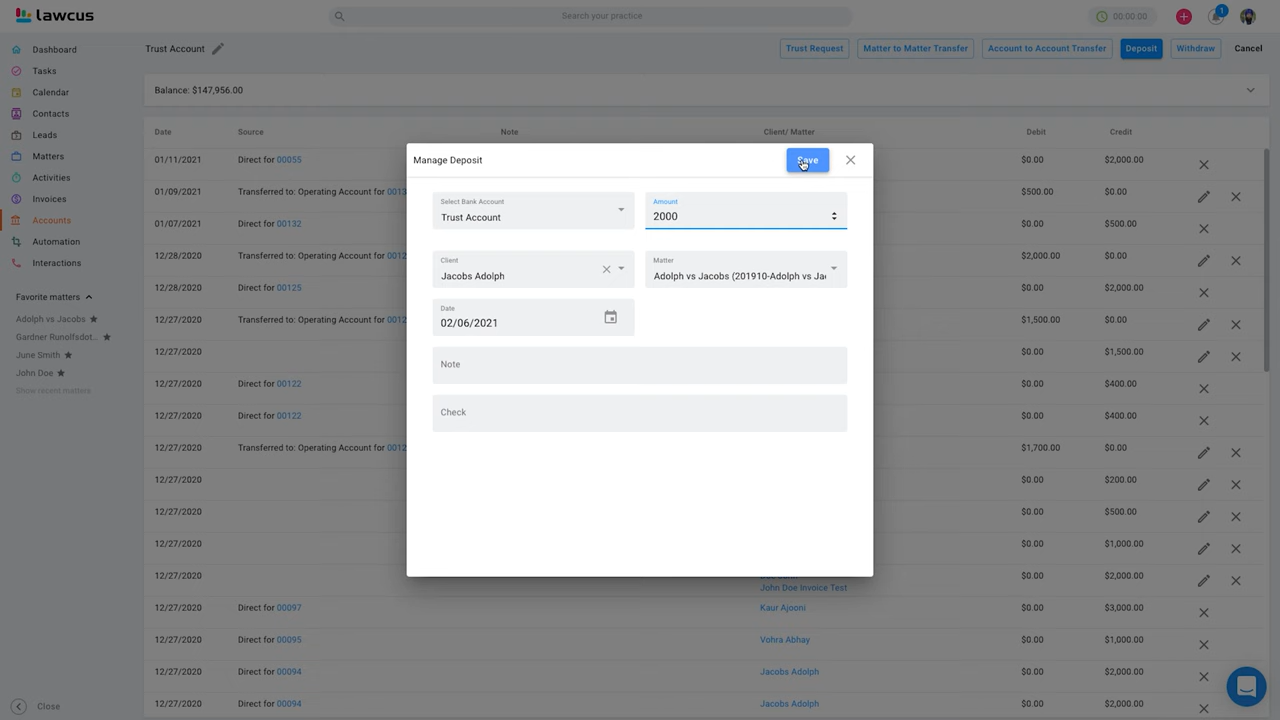 lawcus
Search your practice
00:00:00
1
Dashboard
Tasks
Calendar
Contacts
Leads
Matters
Activities
Invoices
Accounts
Automation
Interactions
Favorite matters
Adolph vs Jacobs
Gardner Runolfsdot..
June Smith
John Doe
Show recent matters
Close
Trust Account
Trust Request
Matter to Matter Transfer
Account to Account Transfer
Deposit
Withdraw
Cancel
Balance: $147,956.00
Date Source Note Client/ Matter Debit Credit
01/11/2021 Direct for 00055 $0.00 $2,000.00
01/09/2021 Transferred to: Operating Account for 0013 $500.00 $0.00
01/07/2021 Direct for 00132 $0.00 $500.00
12/28/2020 Transferred to: Operating Account for 0012 $2,000.00 $0.00
12/28/2020 Direct for 00125 $0.00 $2,000.00
12/27/2020 Transferred to: Operating Account for 0012 $1,500.00 $0.00
12/27/2020 $0.00 $1,500.00
12/27/2020 Direct for 00122 $0.00 $400.00
12/27/2020 Direct for 00122 $0.00 $400.00
12/27/2020 Transferred to: Operating Account for 0012 $1,700.00 $0.00
12/27/2020 $0.00 $200.00
12/27/2020 $0.00 $500.00
12/27/2020 $0.00 $1,000.00
12/27/2020 $0.00 $2,000.00
John Doe Invoice Test
12/27/2020 Direct for 00097 Kaur Ajooni $0.00 $3,000.00
12/27/2020 Direct for 00095 Vohra Abhay $0.00 $1,000.00
12/27/2020 Direct for 00094 Jacobs Adolph $0.00 $2,000.00
12/27/2020 Direct for 00094 Jacobs Adolph $0.00 $2,000.00
Manage Deposit
Save
Select Bank Account
Trust Account
Amount
2000
Client
Jacobs Adolph
Matter
Adolph vs Jacobs (201910-Adolph vs Jac
Date
02/06/2021
Note
Check